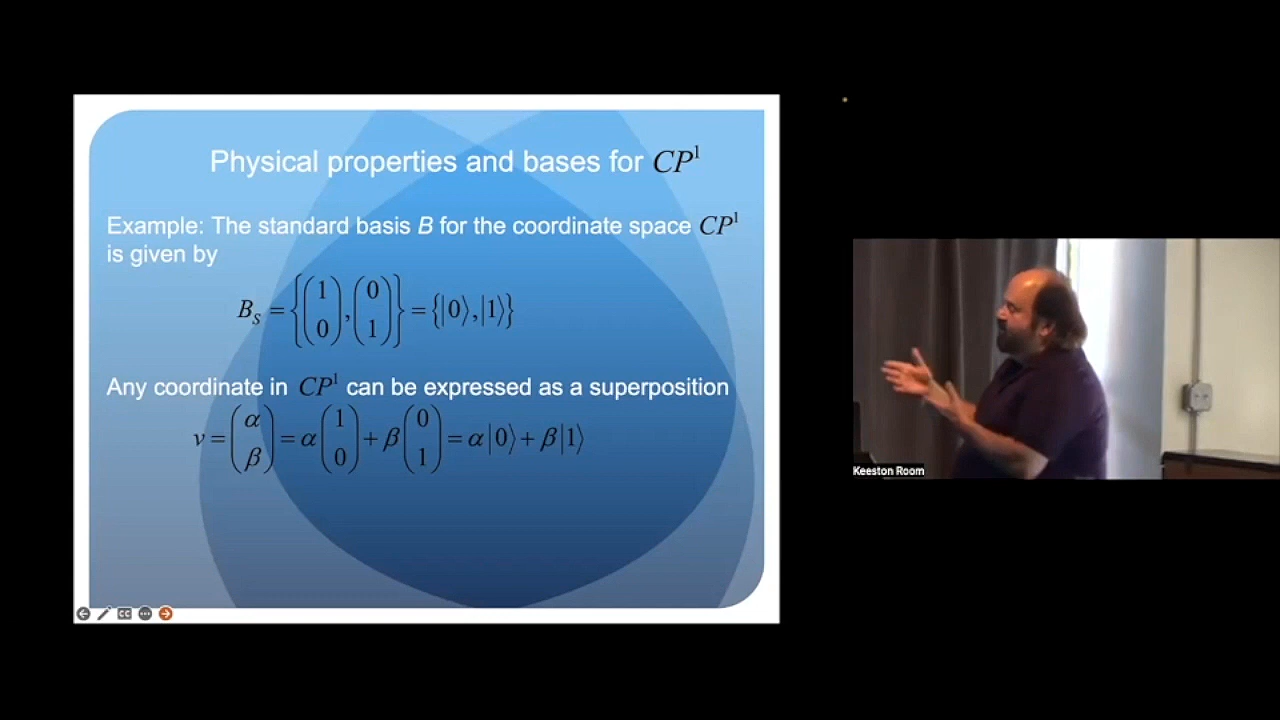 Physical properties and bases for CP¹
Example: The standard basis B for the coordinate space CP¹
is given by
B_S = {(1 0), (0 1)} = {|0⟩, |1⟩}
Any coordinate in CP¹ can be expressed as a superposition
v = (α β) = α(1 0) + β(0 1) = α|0⟩ + β|1⟩
CC
Keeston Room